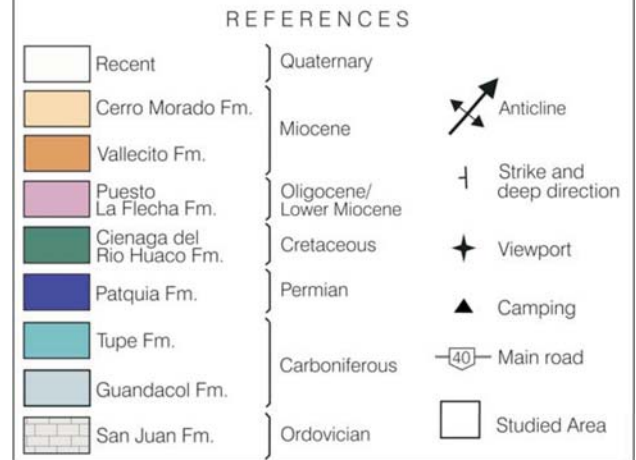 REFERENCES
Recent
Cerro Morado Fm.
Vallecito Fm.
Puesto
La Flecha Fm.
Cienaga del
Rio Huaco Fm.
Patquia Fm.
Tupe Fm.
Guandacol Fm.
San Juan Fm.
Quaternary
Miocene
Oligocene/
Lower Miocene
Cretaceous
Permian
Carboniferous
Ordovician
Anticline
Strike and
deep direction
Viewport
Camping
40 Main road
Studied Area